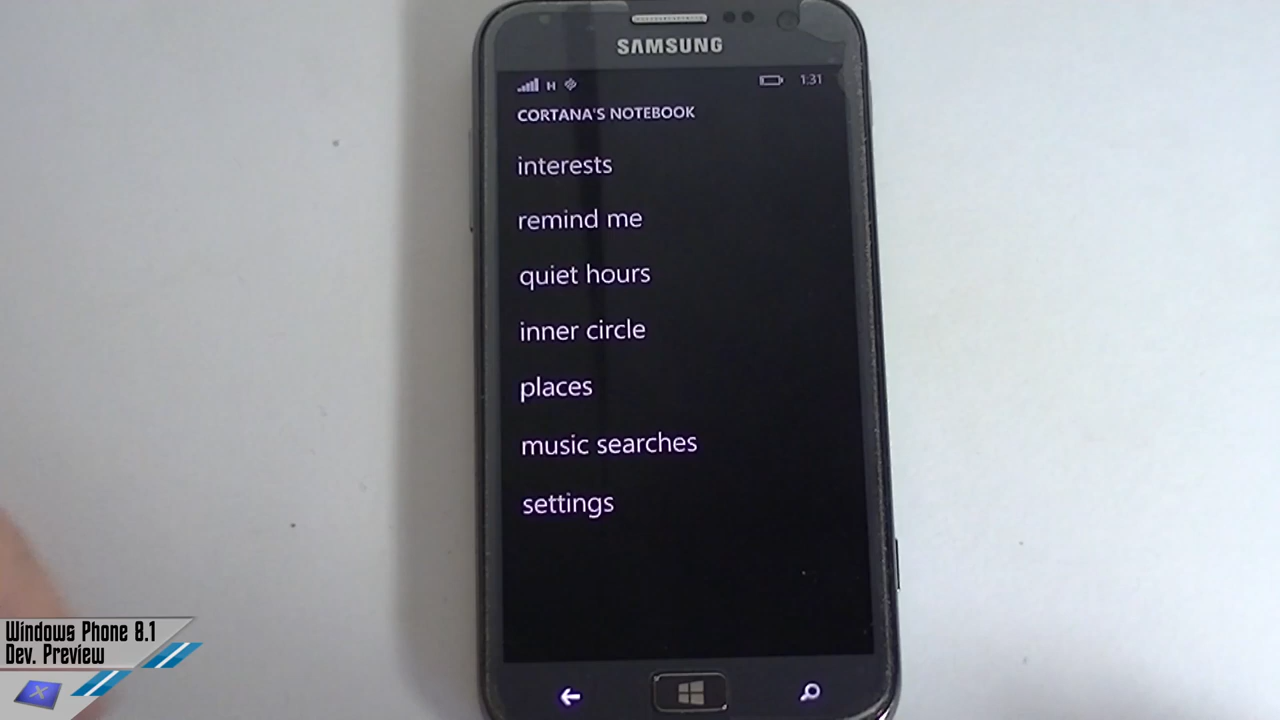 SAMSUNG
H
1:31
CORTANA'S NOTEBOOK
interests
remind me
quiet hours
inner circle
places
music searches
settings
Windows Phone 8.1
Dev. Preview